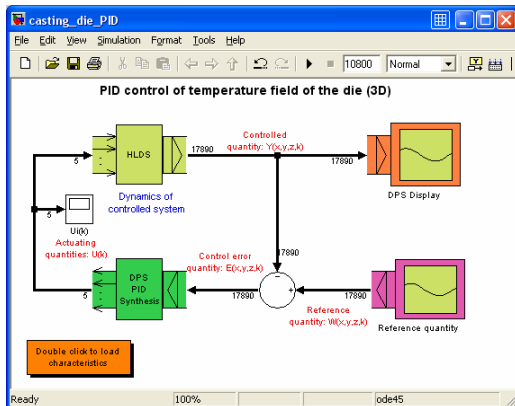 casting_die_PID
File Edit View Simulation Format Tools Help
10800 Normal
PID control of temperature field of the die (3D)
HLDS
5
17890
Controlled
quantity: Y(x,y,z,k)
17890
DPS Display
Dynamics of
controlled system
5
Ui(k)
Actuating
quantities: U(k)
17890
Control error
quantity: E(x,y,z,k)
DPS
PID
Synthesis
5
17890
-
+
17890
Reference
quantity: W(x,y,z,k)
Reference quantity
Double click to load
characteristics
Ready 100% ode45